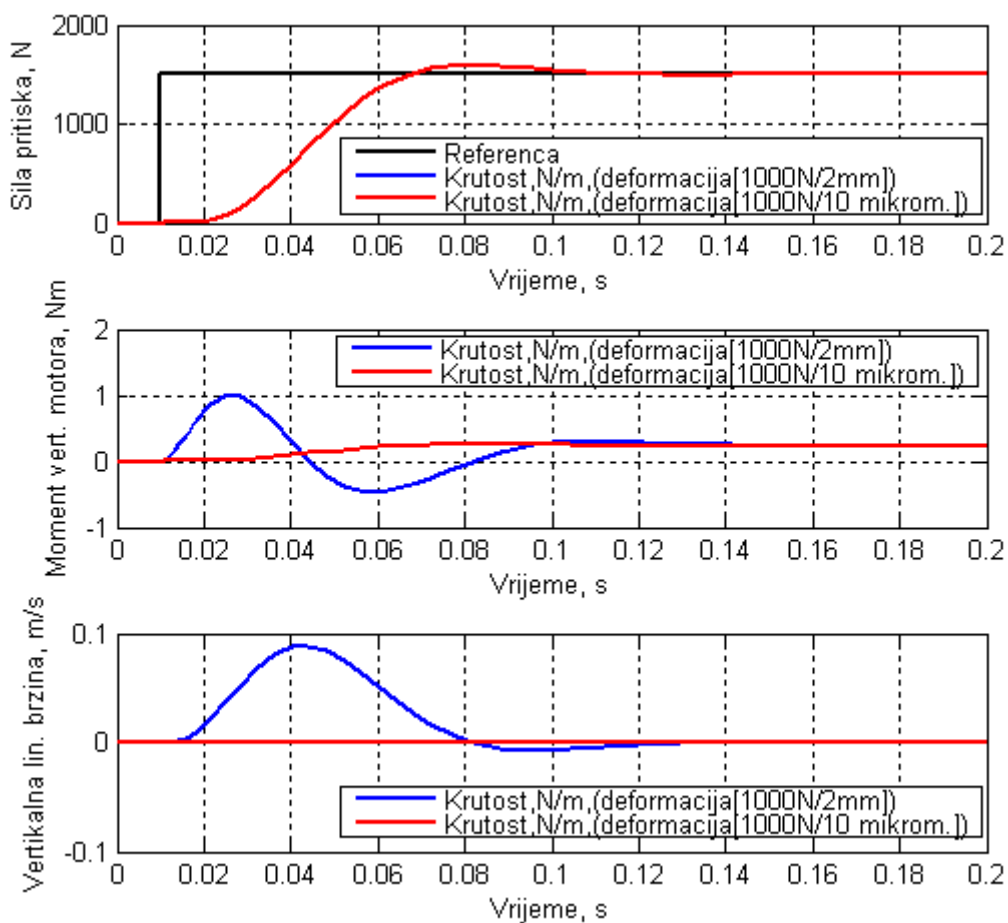 Sila pritiska, N
2000
1000
0
Referenca
Krutost,N/m,(deformacija[1000N/2mm])
Krutost,N/m,(deformacija[1000N/10 mikrom.])
0 0.02 0.04 0.06 0.08 0.1 0.12 0.14 0.16 0.18 0.2
Vrijeme, s
Moment vert. motora, Nm
2
1
0
-1
Krutost,N/m,(deformacija[1000N/2mm])
Krutost,N/m,(deformacija[1000N/10 mikrom.])
0 0.02 0.04 0.06 0.08 0.1 0.12 0.14 0.16 0.18 0.2
Vrijeme, s
Vertikalna lin. brzina, m/s
0.1
0
-0.1
Krutost,N/m,(deformacija[1000N/2mm])
Krutost,N/m,(deformacija[1000N/10 mikrom.])
0 0.02 0.04 0.06 0.08 0.1 0.12 0.14 0.16 0.18 0.2
Vrijeme, s